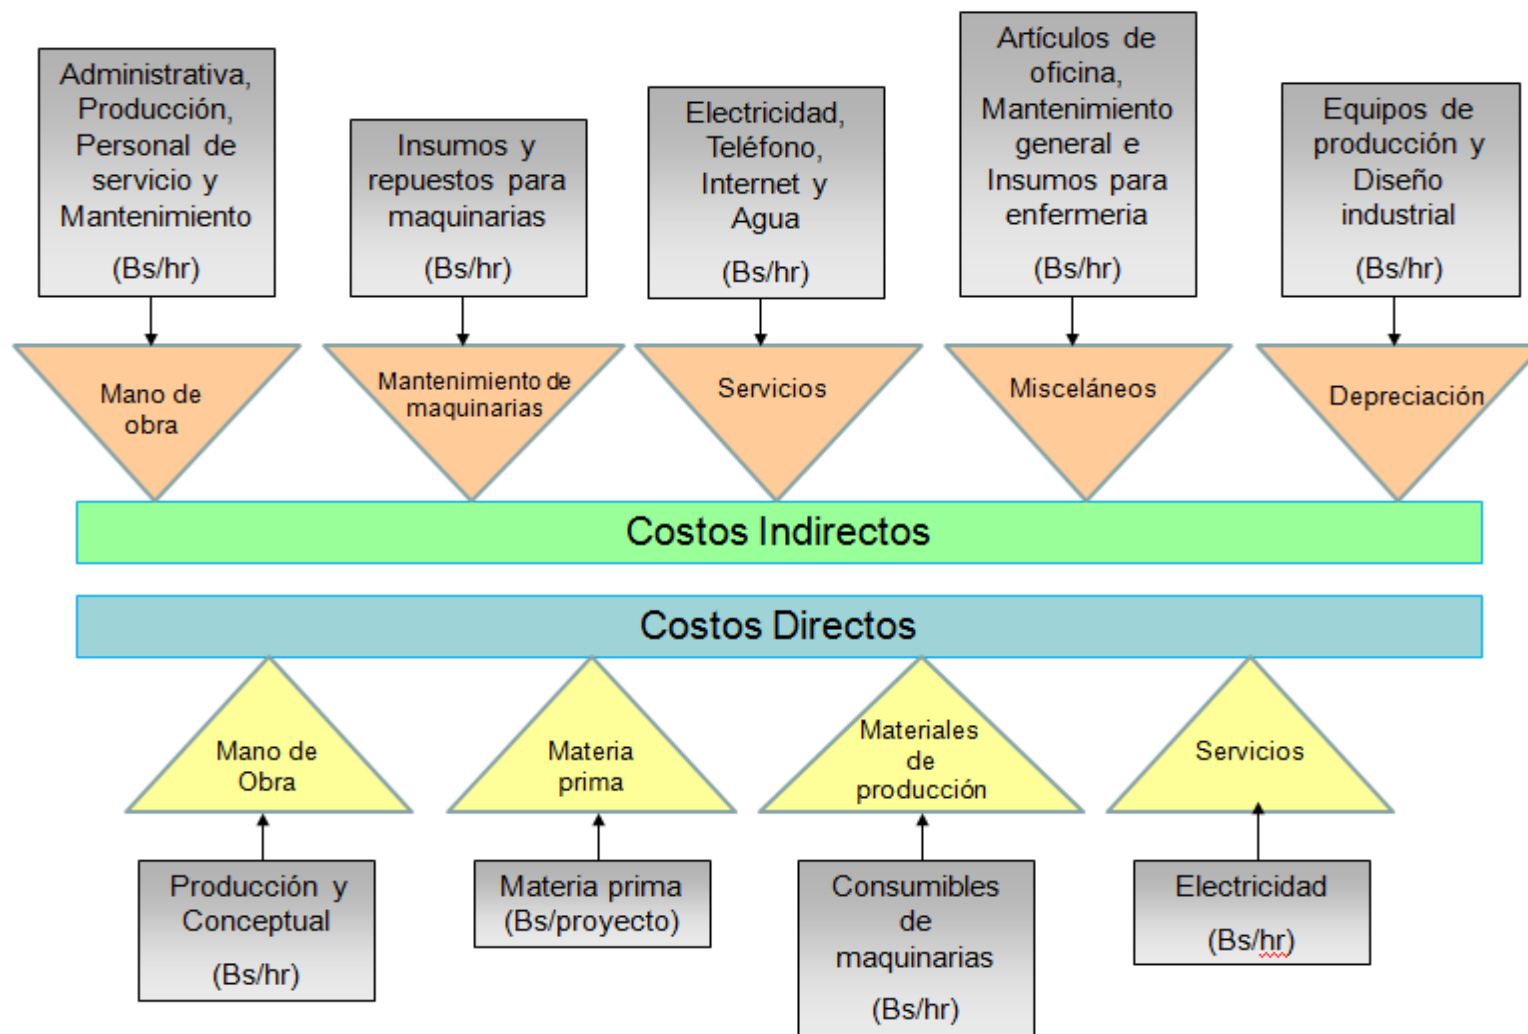 Administrativa,
Producción,
Personal de
servicio y
Mantenimiento
(Bs/hr)
Insumos y
repuestos para
maquinarias
(Bs/hr)
Electricidad,
Teléfono,
Internet y
Agua
(Bs/hr)
Artículos de
oficina,
Mantenimiento
general e
Insumos para
enfermeria
(Bs/hr)
Equipos de
producción y
Diseño
industrial
(Bs/hr)
Mano de
obra
Mantenimiento de
maquinarias
Servicios
Misceláneos
Depreciación
Costos Indirectos
Costos Directos
Mano de
Obra
Materia
prima
Materiales
de
producción
Servicios
Producción y
Conceptual
(Bs/hr)
Materia prima
(Bs/proyecto)
Consumibles
de
maquinarias
(Bs/hr)
Electricidad
(Bs/hr)